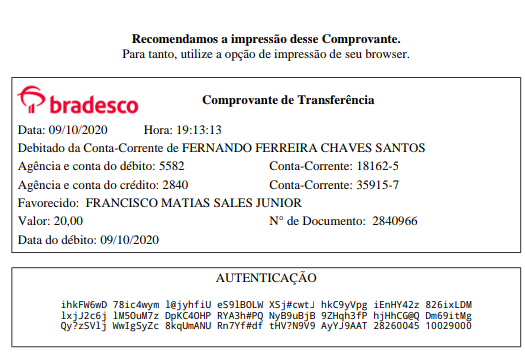 Recomendamos a impressão desse Comprovante.
Para tanto, utilize a opção de impressão de seu browser.
bradesco Comprovante de Transferência
Data: 09/10/2020 Hora: 19:13:13
Debitado da Conta-Corrente de FERNANDO FERREIRA CHAVES SANTOS
Agência e conta do débito: 5582 Conta-Corrente: 18162-5
Agência e conta do crédito: 2840 Conta-Corrente: 35915-7
Favorecido: FRANCISCO MATIAS SALES JUNIOR
Valor: 20,00 N° de Documento: 2840966
Data do débito: 09/10/2020
AUTENTICAÇÃO
ihkFW6wD 78ic4wym l@jyhfiU eS9lBOLW XSj#cwtJ hkC9yVpg iEnHY42z 826ixLDM
lxjJ2c6j lM5OuM7z DpKC4OHP RYA3h#PQ NyB9uBjB 9ZHqh3fP hjHhCG@Q Dm69itMg
Qy?zSVlj WwIgSyZc 8kqUmANU Rn7Yf#df tHV?N9V9 AyYJ9AAT 28260045 10029000